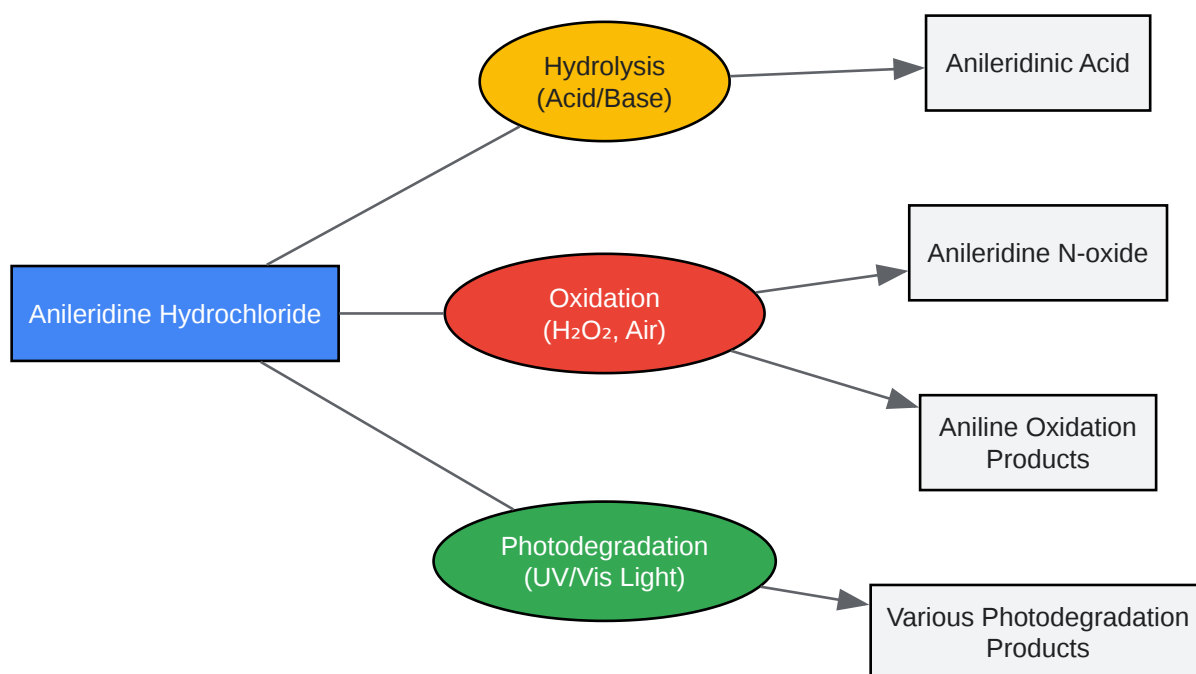 Anileridine Hydrochloride
Hydrolysis
(Acid/Base)
Anileridinic Acid
Oxidation
(H₂O₂, Air)
Anileridine N-oxide
Aniline Oxidation
Products
Photodegradation
(UV/Vis Light)
Various Photodegradation
Products